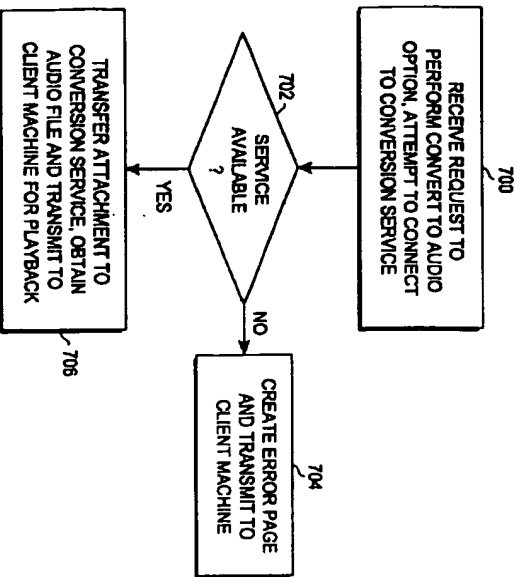 700
RECEIVE REQUEST TO
PERFORM CONVERT TO AUDIO
OPTION, ATTEMPT TO CONNECT
TO CONVERSION SERVICE
702
SERVICE
AVAILABLE
?
NO
704
CREATE ERROR PAGE
AND TRANSMIT TO
CLIENT MACHINE
YES
TRANSFER ATTACHMENT TO
CONVERSION SERVICE, OBTAIN
AUDIO FILE AND TRANSMIT TO
CLIENT MACHINE FOR PLAYBACK
706